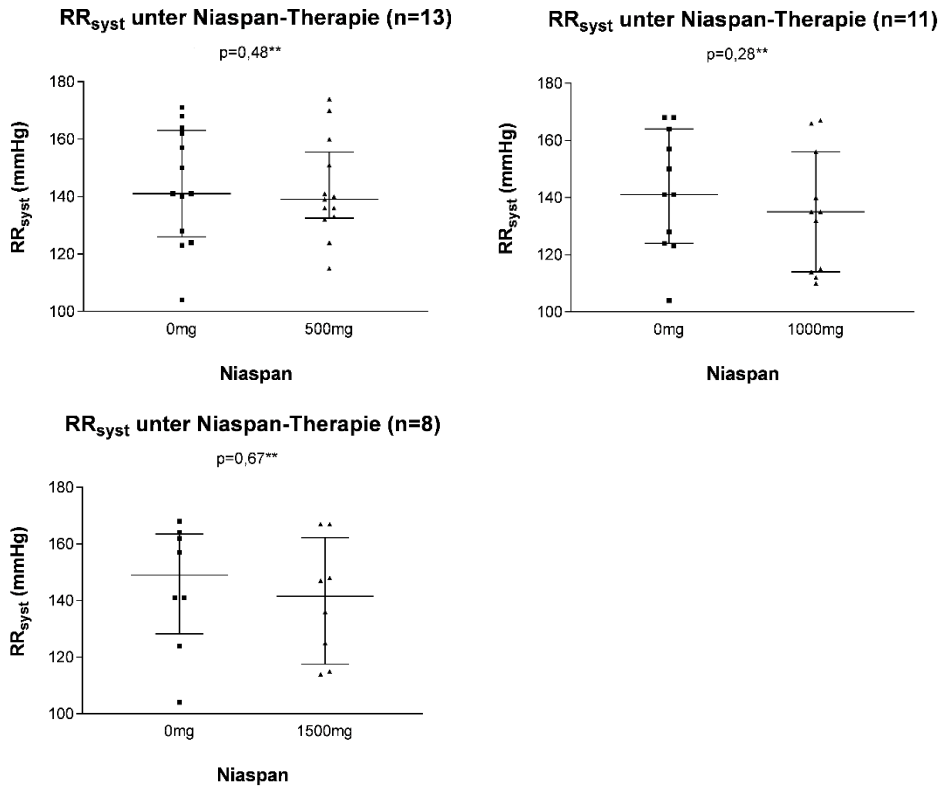 RRsyst unter Niaspan-Therapie (n=13)
p=0,48**
RRsyst (mmHg)
180
160
140
120
100
0mg
500mg
Niaspan
RRsyst unter Niaspan-Therapie (n=11)
p=0,28**
RRsyst (mmHg)
180
160
140
120
100
0mg
1000mg
Niaspan
RRsyst unter Niaspan-Therapie (n=8)
p=0,67**
RRsyst (mmHg)
180
160
140
120
100
0mg
1500mg
Niaspan